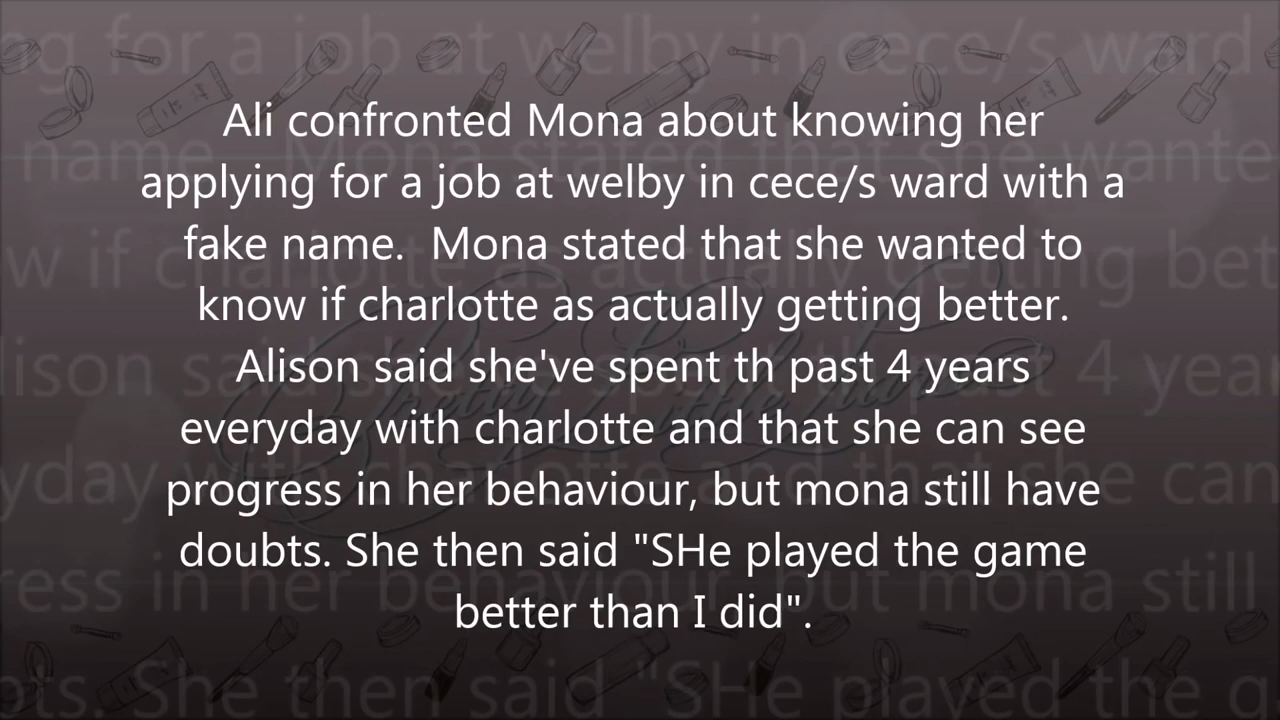 Ali confronted Mona about knowing her
applying for a job at welby in cece/s ward with a
fake name.  Mona stated that she wanted to
know if charlotte as actually getting better.
Alison said she've spent th past 4 years
everyday with charlotte and that she can see
progress in her behaviour, but mona still have
doubts. She then said "SHe played the game
better than I did".